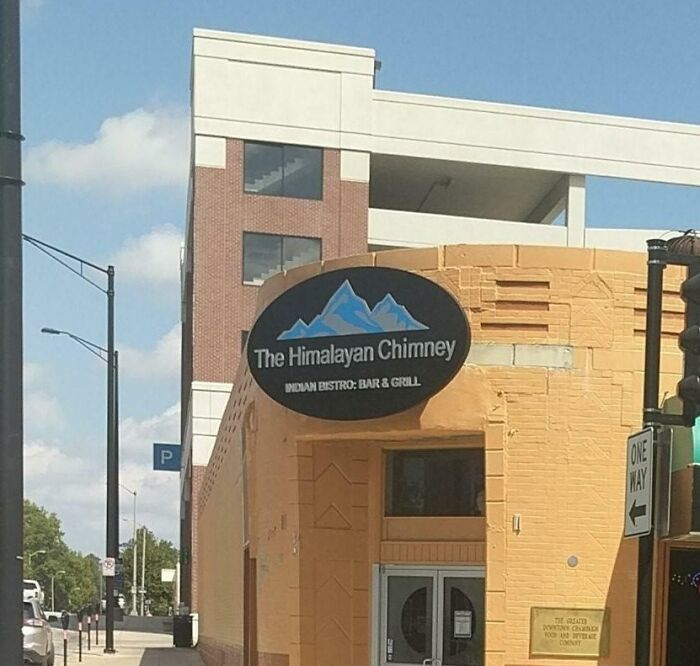 The Himalayan Chimney
INDIAN BISTRO: BAR & GRILL
P
ONE
WAY
THE GREATER
DOWNTOWN CHAMPAIGN
FOOD AND BEVERAGE
COMPANY